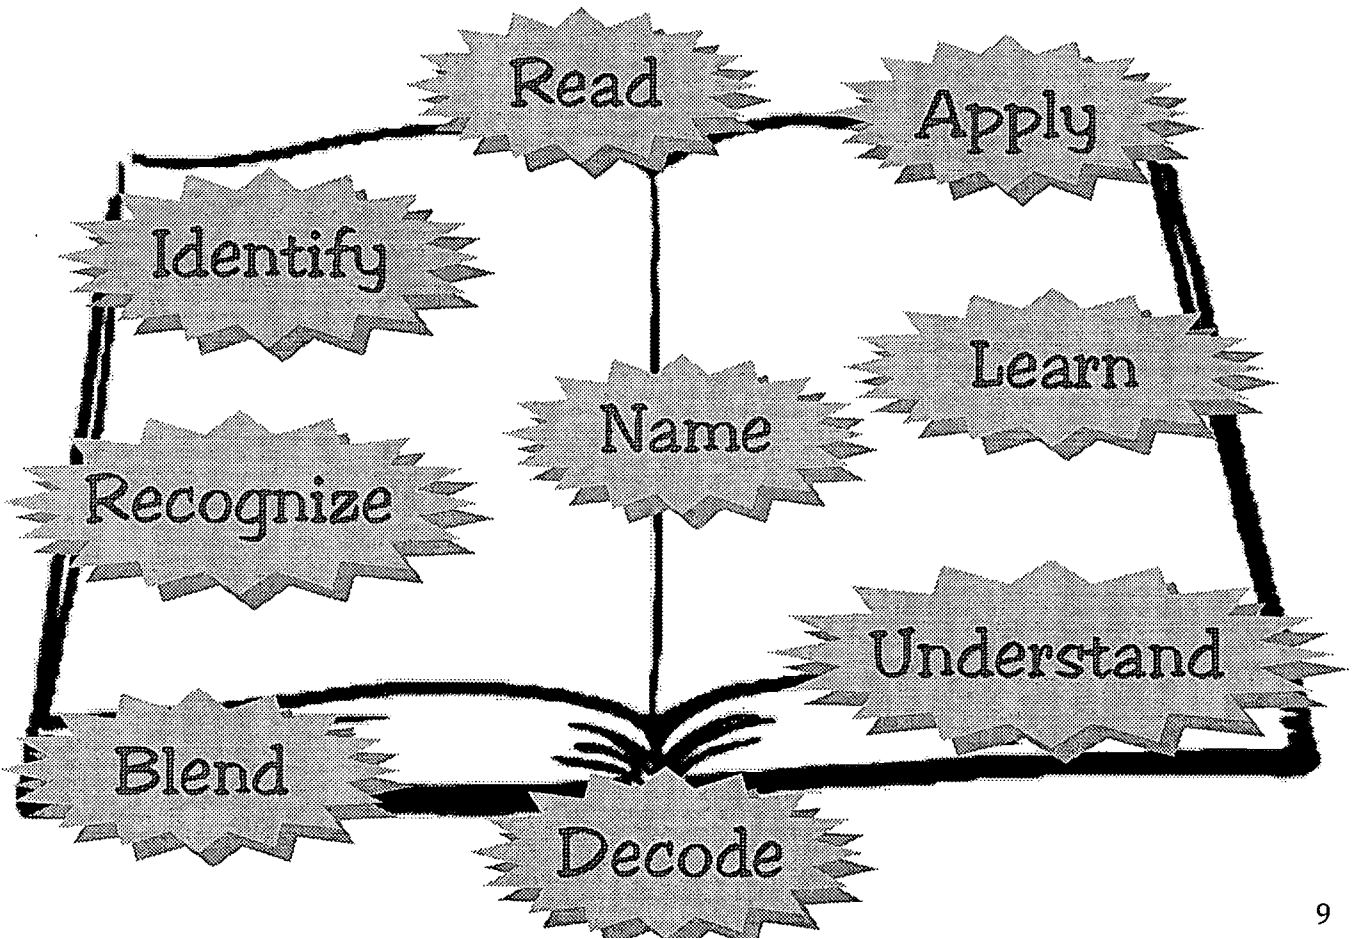 Read
Apply
Identify
Learn
Name
Recognize
Understand
Blend
Decode
9